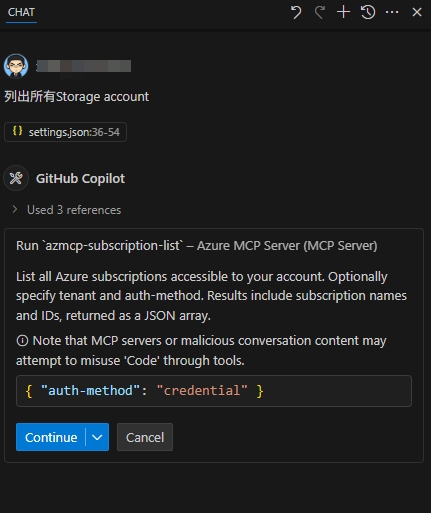 CHAT
列出所有Storage account
{} settings.json:36-54
GitHub Copilot
Used 3 references
Run `azmcp-subscription-list` – Azure MCP Server (MCP Server)
List all Azure subscriptions accessible to your account. Optionally
specify tenant and auth-method. Results include subscription names
and IDs, returned as a JSON array.
Note that MCP servers or malicious conversation content may
attempt to misuse 'Code' through tools.
{ "auth-method": "credential" }
Continue
Cancel